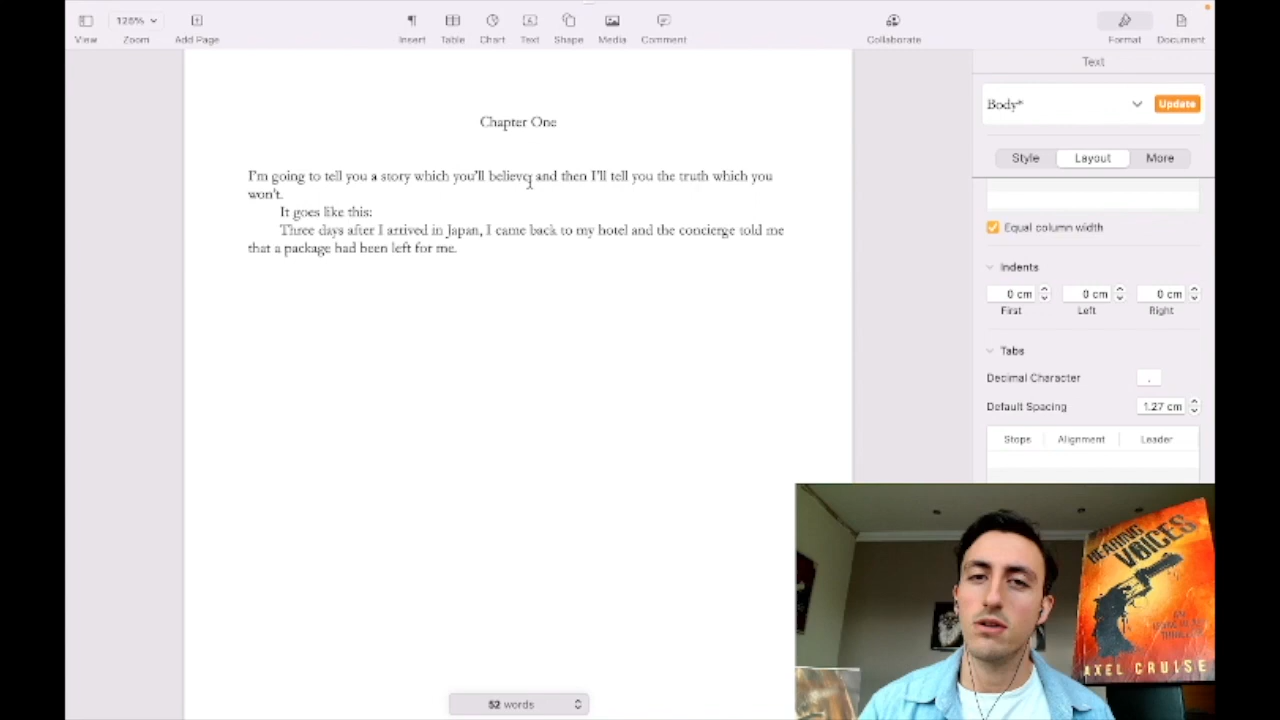 125%
View
Zoom
Add Page
Insert
Table
Chart
Text
Shape
Media
Comment
Collaborate
Format
Document
Text
Body*
Update
Style
Layout
More
Equal column width
Indents
0 cm
0 cm
0 cm
First
Left
Right
Tabs
Decimal Character
.
Default Spacing
1.27 cm
Stops
Alignment
Leader
Chapter One
I'm going to tell you a story which you'll believe, and then I'll tell you the truth which you
won't.
It goes like this:
Three days after I arrived in Japan, I came back to my hotel and the concierge told me
that a package had been left for me.
52 words
HEARING
VOICES
THRILLER
AXEL CRUISE